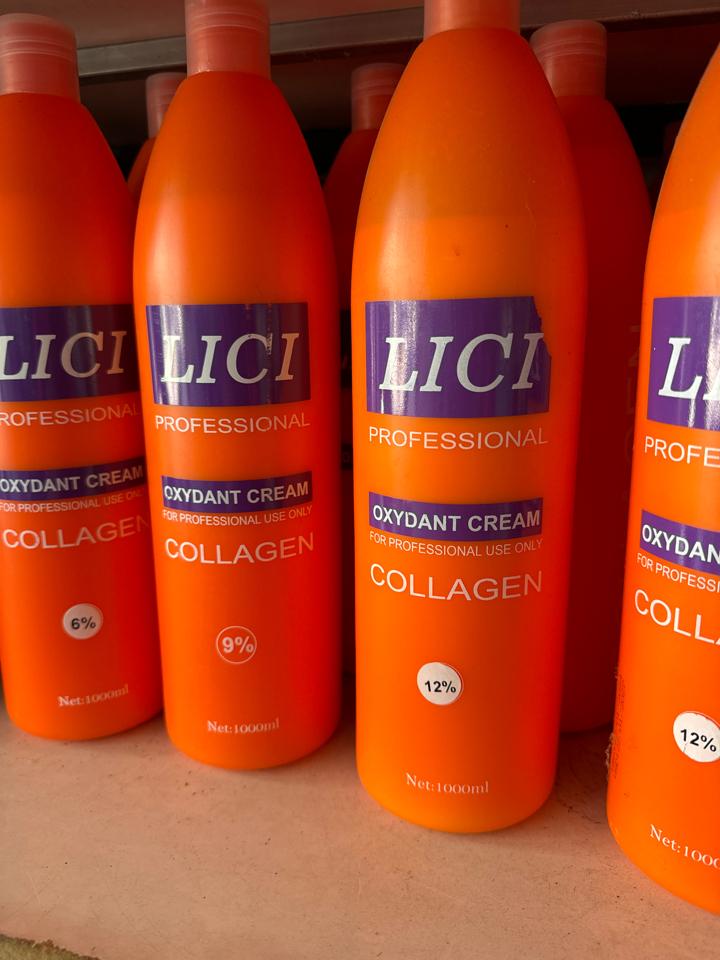 LICI
PROFESSIONAL
OXYDANT CREAM
FOR PROFESSIONAL USE ONLY
COLLAGEN
6%
Net:1000ml
LICI
PROFESSIONAL
OXYDANT CREAM
FOR PROFESSIONAL USE ONLY
COLLAGEN
9%
Net:1000ml
LICI
PROFESSIONAL
OXYDANT CREAM
FOR PROFESSIONAL USE ONLY
COLLAGEN
12%
Net:1000ml
LI
PROFE
OXYDAN
FOR PROFESSI
COLLA
12%
Net:100